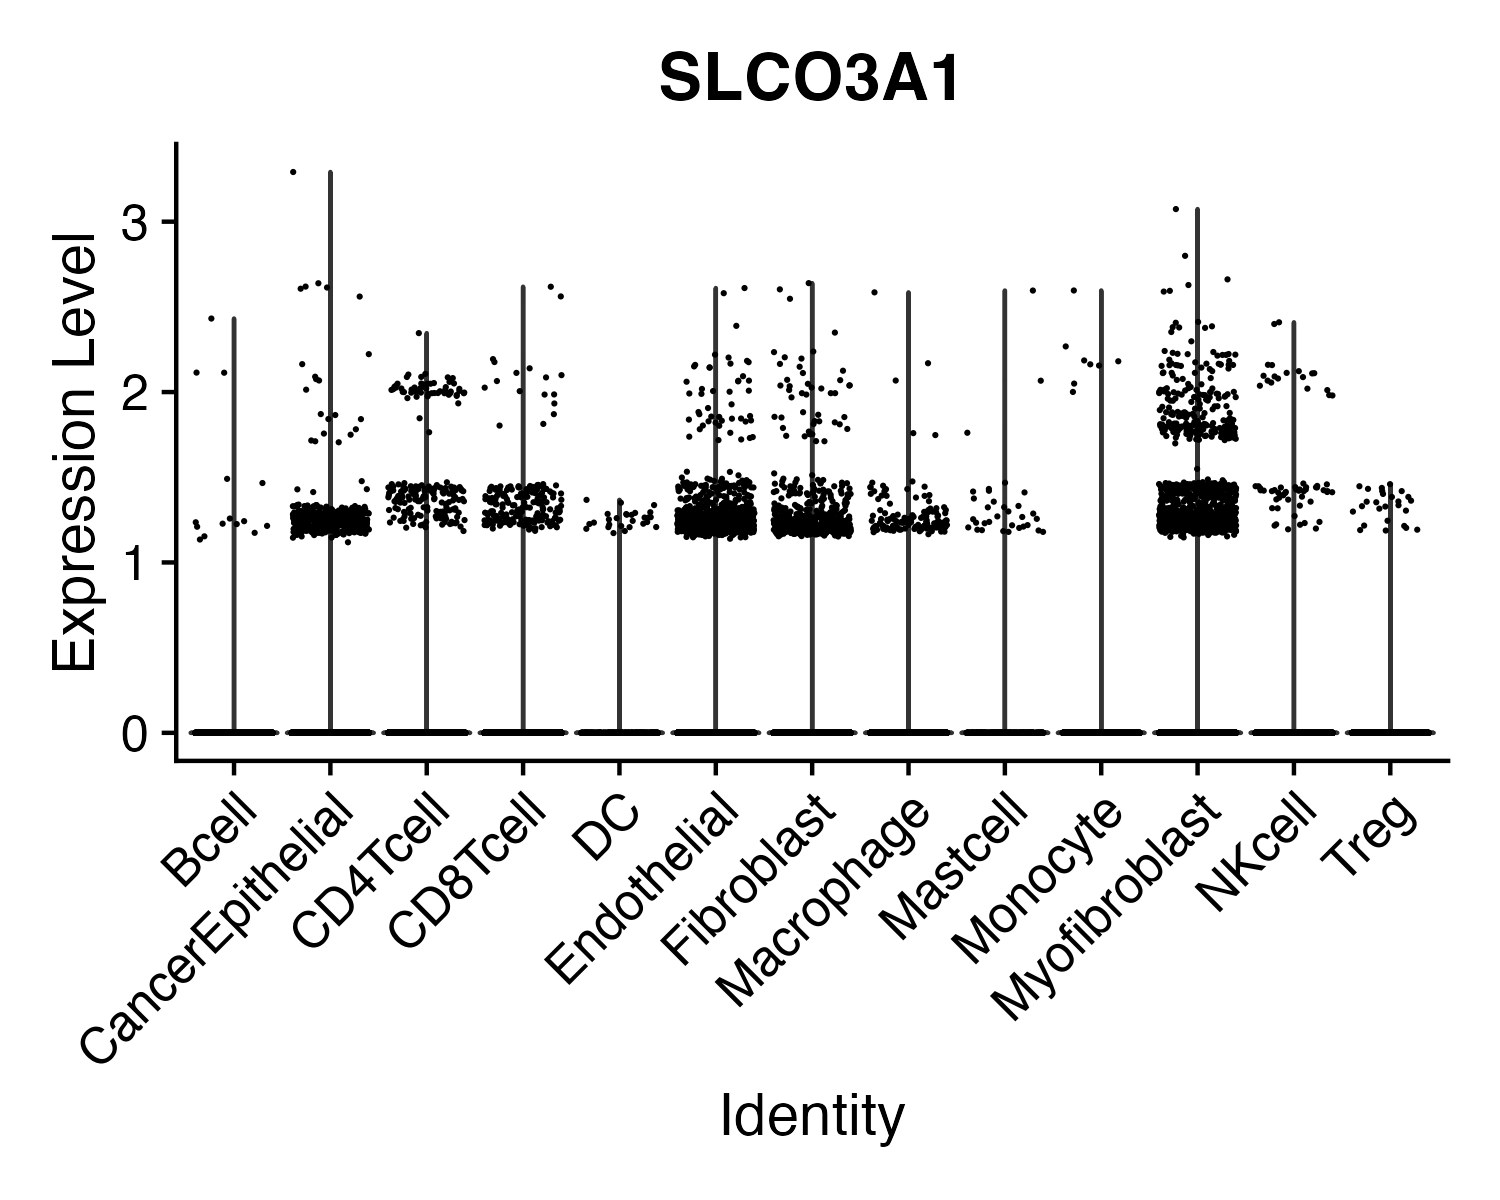 SLCO3A1
Expression Level
3
2
1
0
Bcell
CancerEpithelial
CD4Tcell
CD8Tcell
DC
Endothelial
Fibroblast
Macrophage
Mastcell
Monocyte
Myofibroblast
NKcell
Treg
Identity